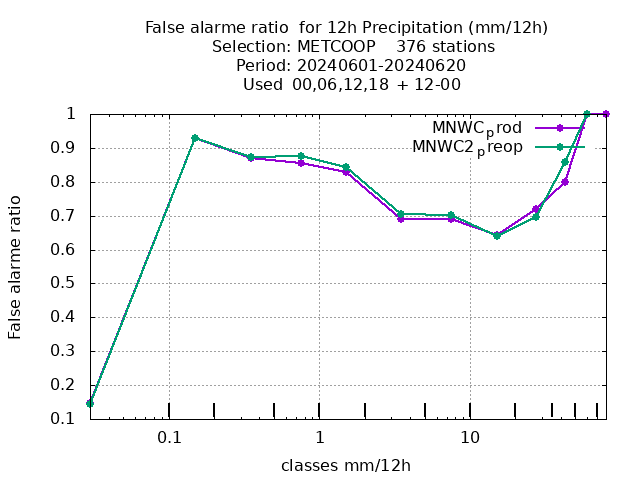 False alarme ratio  for 12h Precipitation (mm/12h)
Selection: METCOOP    376 stations
Period: 20240601-20240620
Used  00,06,12,18 + 12-00
MNWC_prod
MNWC2_preop
1
0.9
0.8
0.7
0.6
0.5
0.4
0.3
0.2
0.1
False alarme ratio
0.1 1 10
classes mm/12h